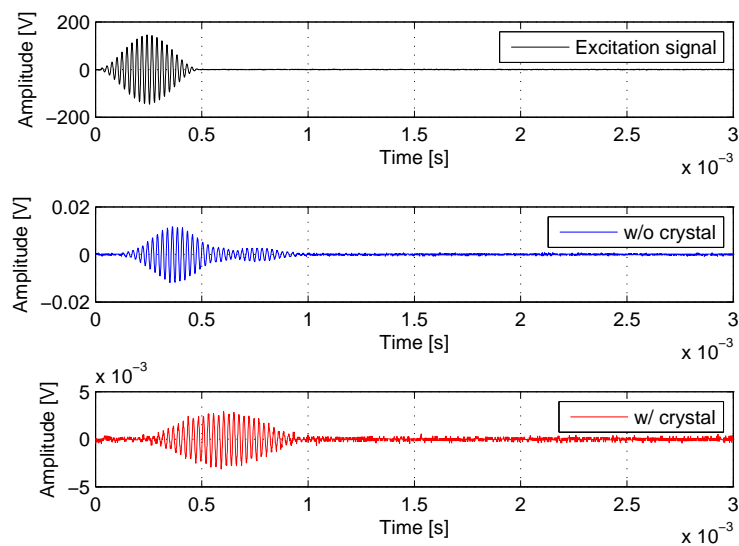 200
0
−200
Amplitude [V]
Excitation signal
0 0.5 1 1.5 2 2.5 3
Time [s]
x 10−3
0.02
0
−0.02
Amplitude [V]
w/o crystal
0 0.5 1 1.5 2 2.5 3
Time [s]
x 10−3
x 10−3
5
0
−5
Amplitude [V]
w/ crystal
0 0.5 1 1.5 2 2.5 3
Time [s]
x 10−3